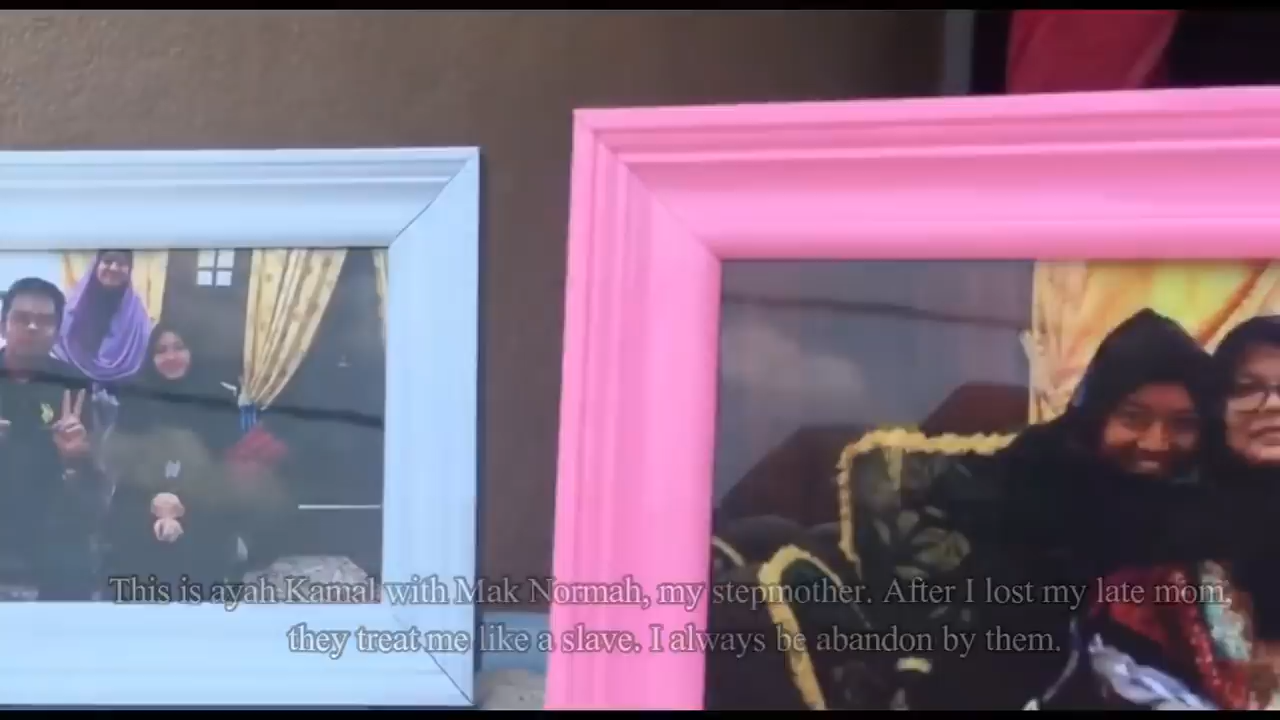 This is ayah Kamal with Mak Normah, my stepmother. After I lost my late mom,
they treat me like a slave. I always be abandon by them.